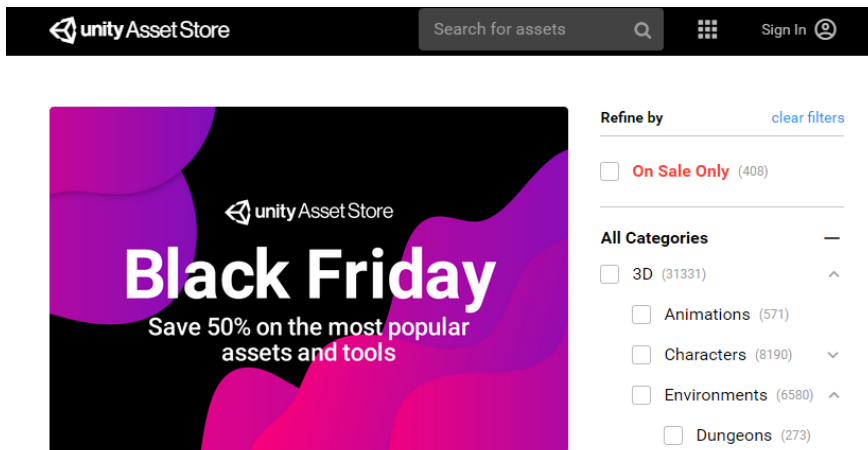 unity Asset Store
Search for assets
Sign In
unity Asset Store
Black Friday
Save 50% on the most popular
assets and tools
Refine by
clear filters
On Sale Only (408)
All Categories
3D (31331)
Animations (571)
Characters (8190)
Environments (6580)
Dungeons (273)